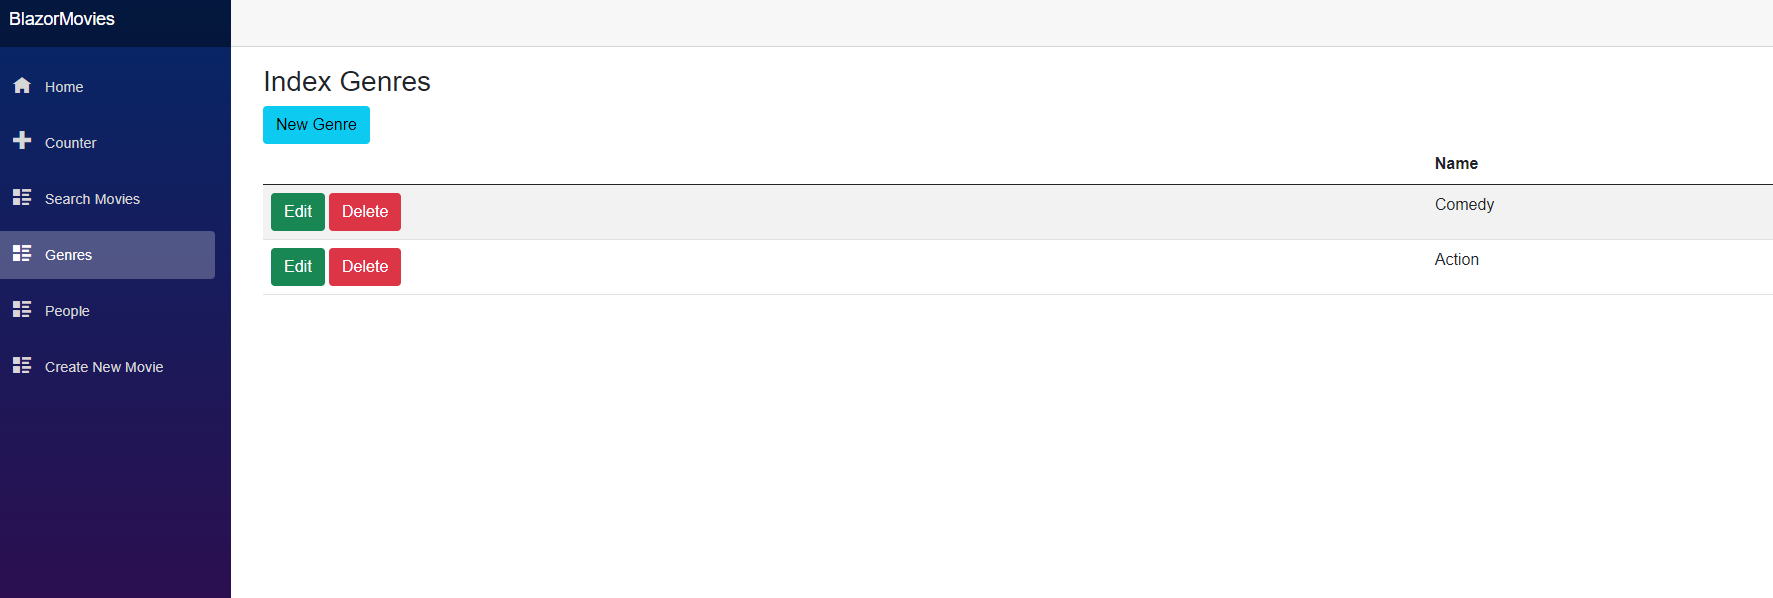 BlazorMovies
Home
Counter
Search Movies
Genres
People
Create New Movie
Index Genres
New Genre
Name
Edit Delete Comedy
Edit Delete Action